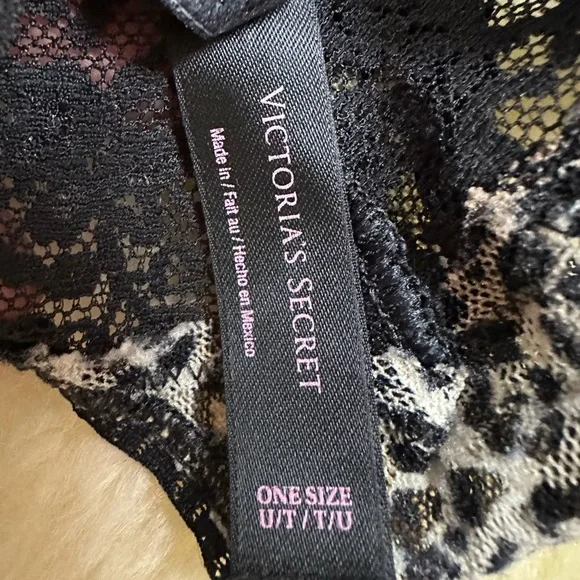 VICTORIA'S SECRET
Made in / Fait au / Hecho en Mexico
ONE SIZE
U/T / T/U